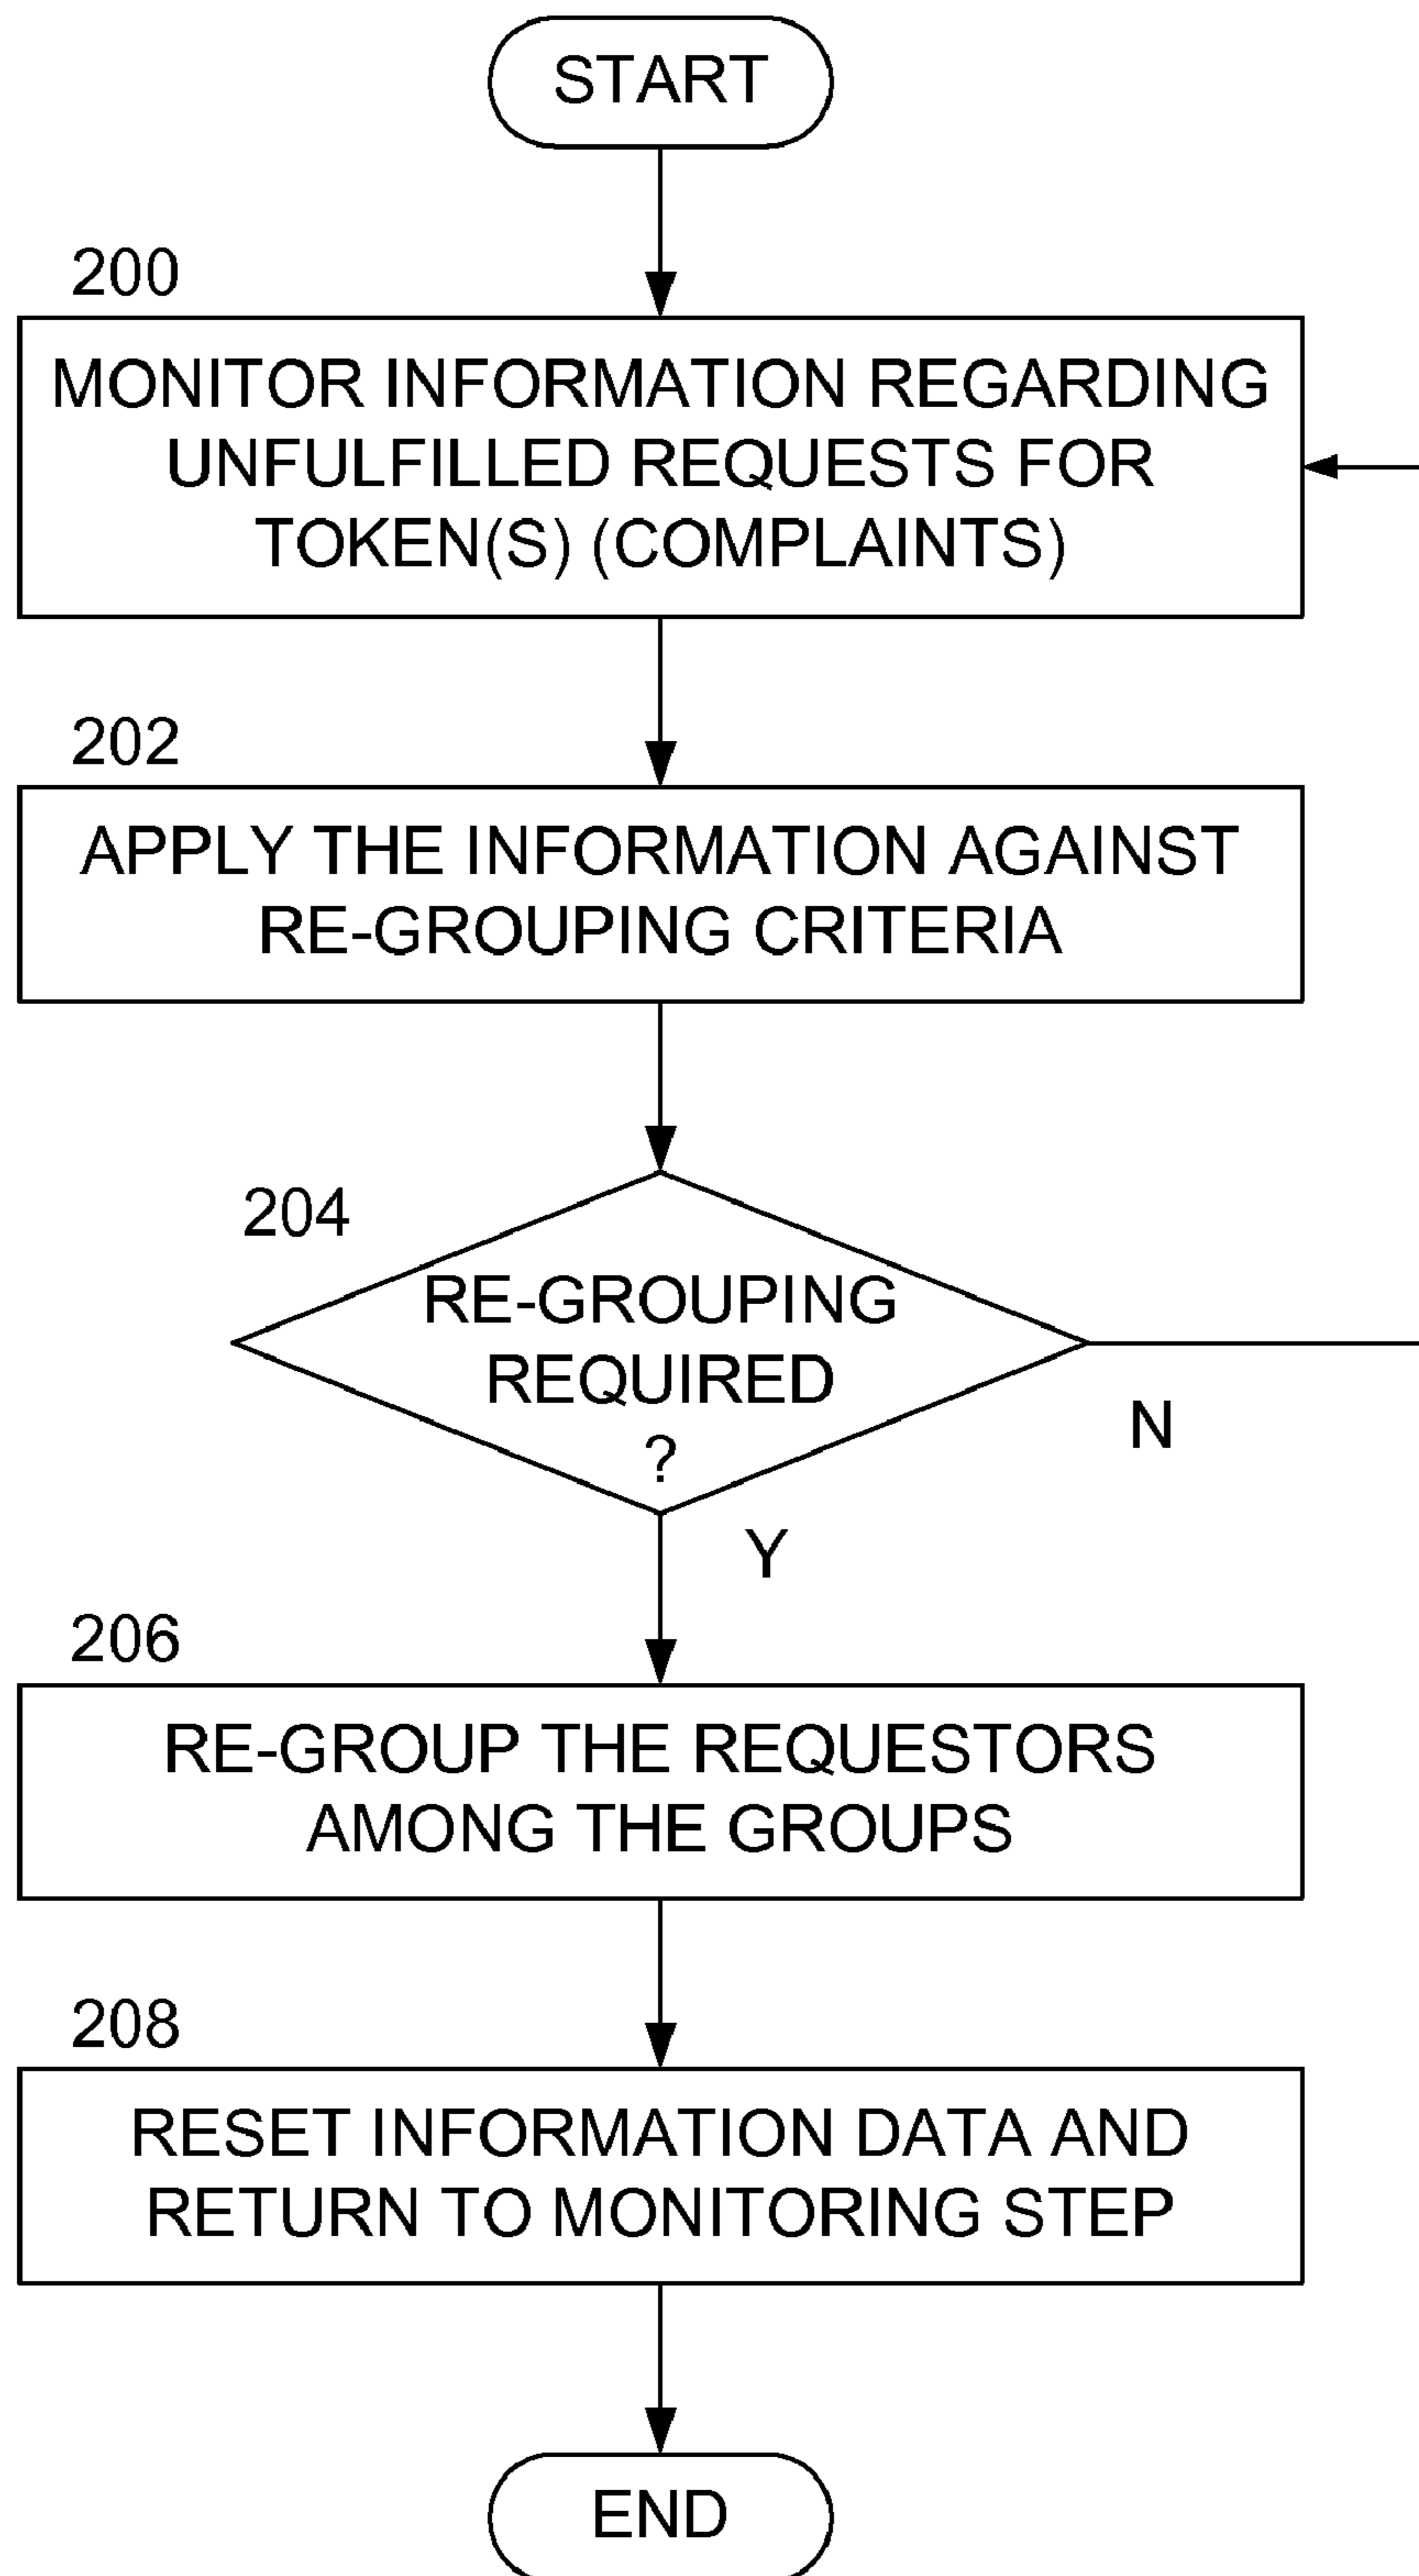 START
200
MONITOR INFORMATION REGARDING
UNFULFILLED REQUESTS FOR
TOKEN(S) (COMPLAINTS)
202
APPLY THE INFORMATION AGAINST
RE-GROUPING CRITERIA
204
RE-GROUPING
REQUIRED
?
N
Y
206
RE-GROUP THE REQUESTORS
AMONG THE GROUPS
208
RESET INFORMATION DATA AND
RETURN TO MONITORING STEP
END